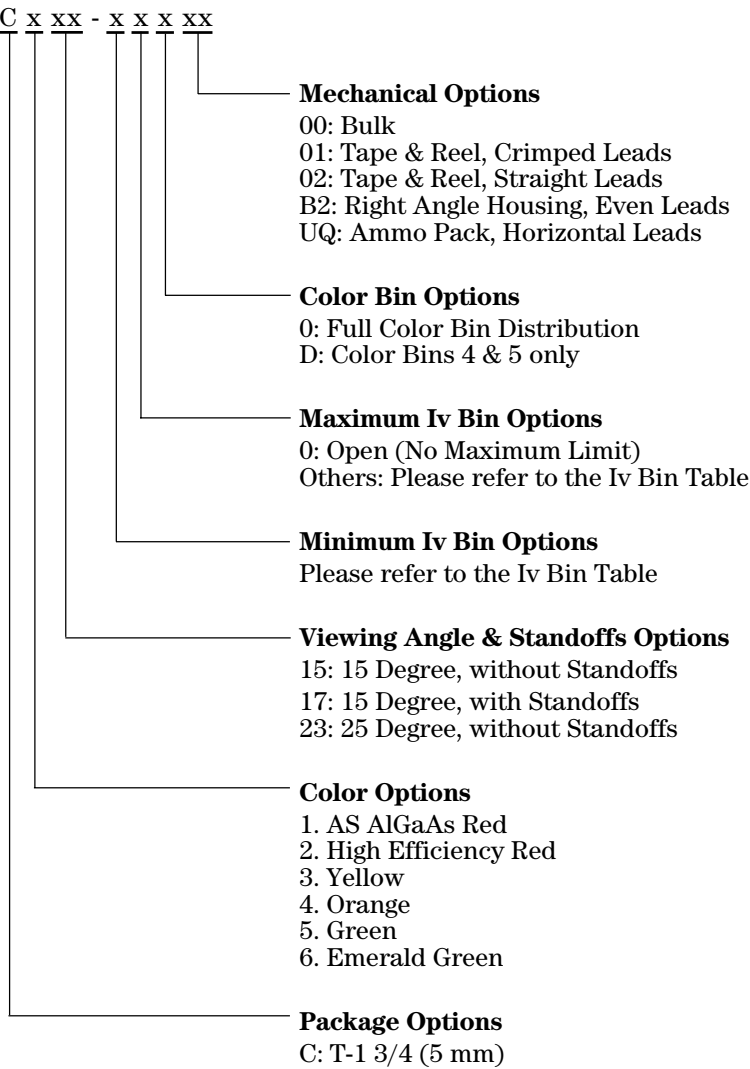 C x xx - x x x xx
Mechanical Options
00: Bulk
01: Tape & Reel, Crimped Leads
02: Tape & Reel, Straight Leads
B2: Right Angle Housing, Even Leads
UQ: Ammo Pack, Horizontal Leads
Color Bin Options
0: Full Color Bin Distribution
D: Color Bins 4 & 5 only
Maximum Iv Bin Options
0: Open (No Maximum Limit)
Others: Please refer to the Iv Bin Table
Minimum Iv Bin Options
Please refer to the Iv Bin Table
Viewing Angle & Standoffs Options
15: 15 Degree, without Standoffs
17: 15 Degree, with Standoffs
23: 25 Degree, without Standoffs
Color Options
1. AS AlGaAs Red
2. High Efficiency Red
3. Yellow
4. Orange
5. Green
6. Emerald Green
Package Options
C: T-1 3/4 (5 mm)